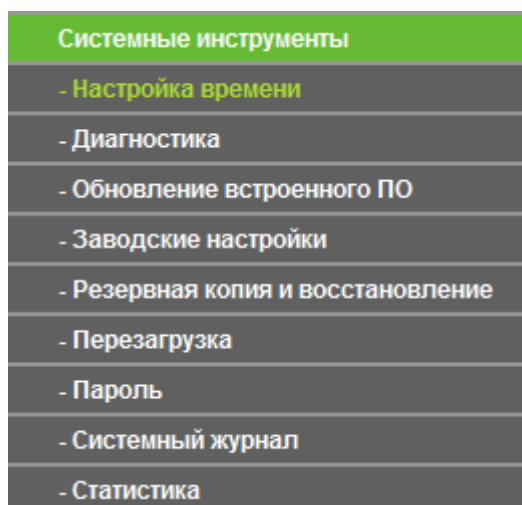 Системные инструменты
- Настройка времени
- Диагностика
- Обновление встроенного ПО
- Заводские настройки
- Резервная копия и восстановление
- Перезагрузка
- Пароль
- Системный журнал
- Статистика